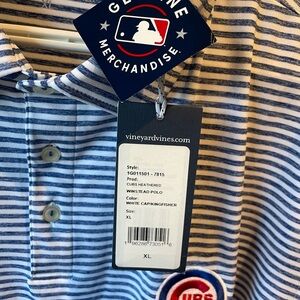 GENUINE
MERCHANDISE
vineyardvines.com
Style:
1G011501 - 7815
Prod:
CUBS HEATHERED
WINSTEAD POLO
Color:
WHITE CAP/KINGFISHER
Size:
XL
XL
CUBS